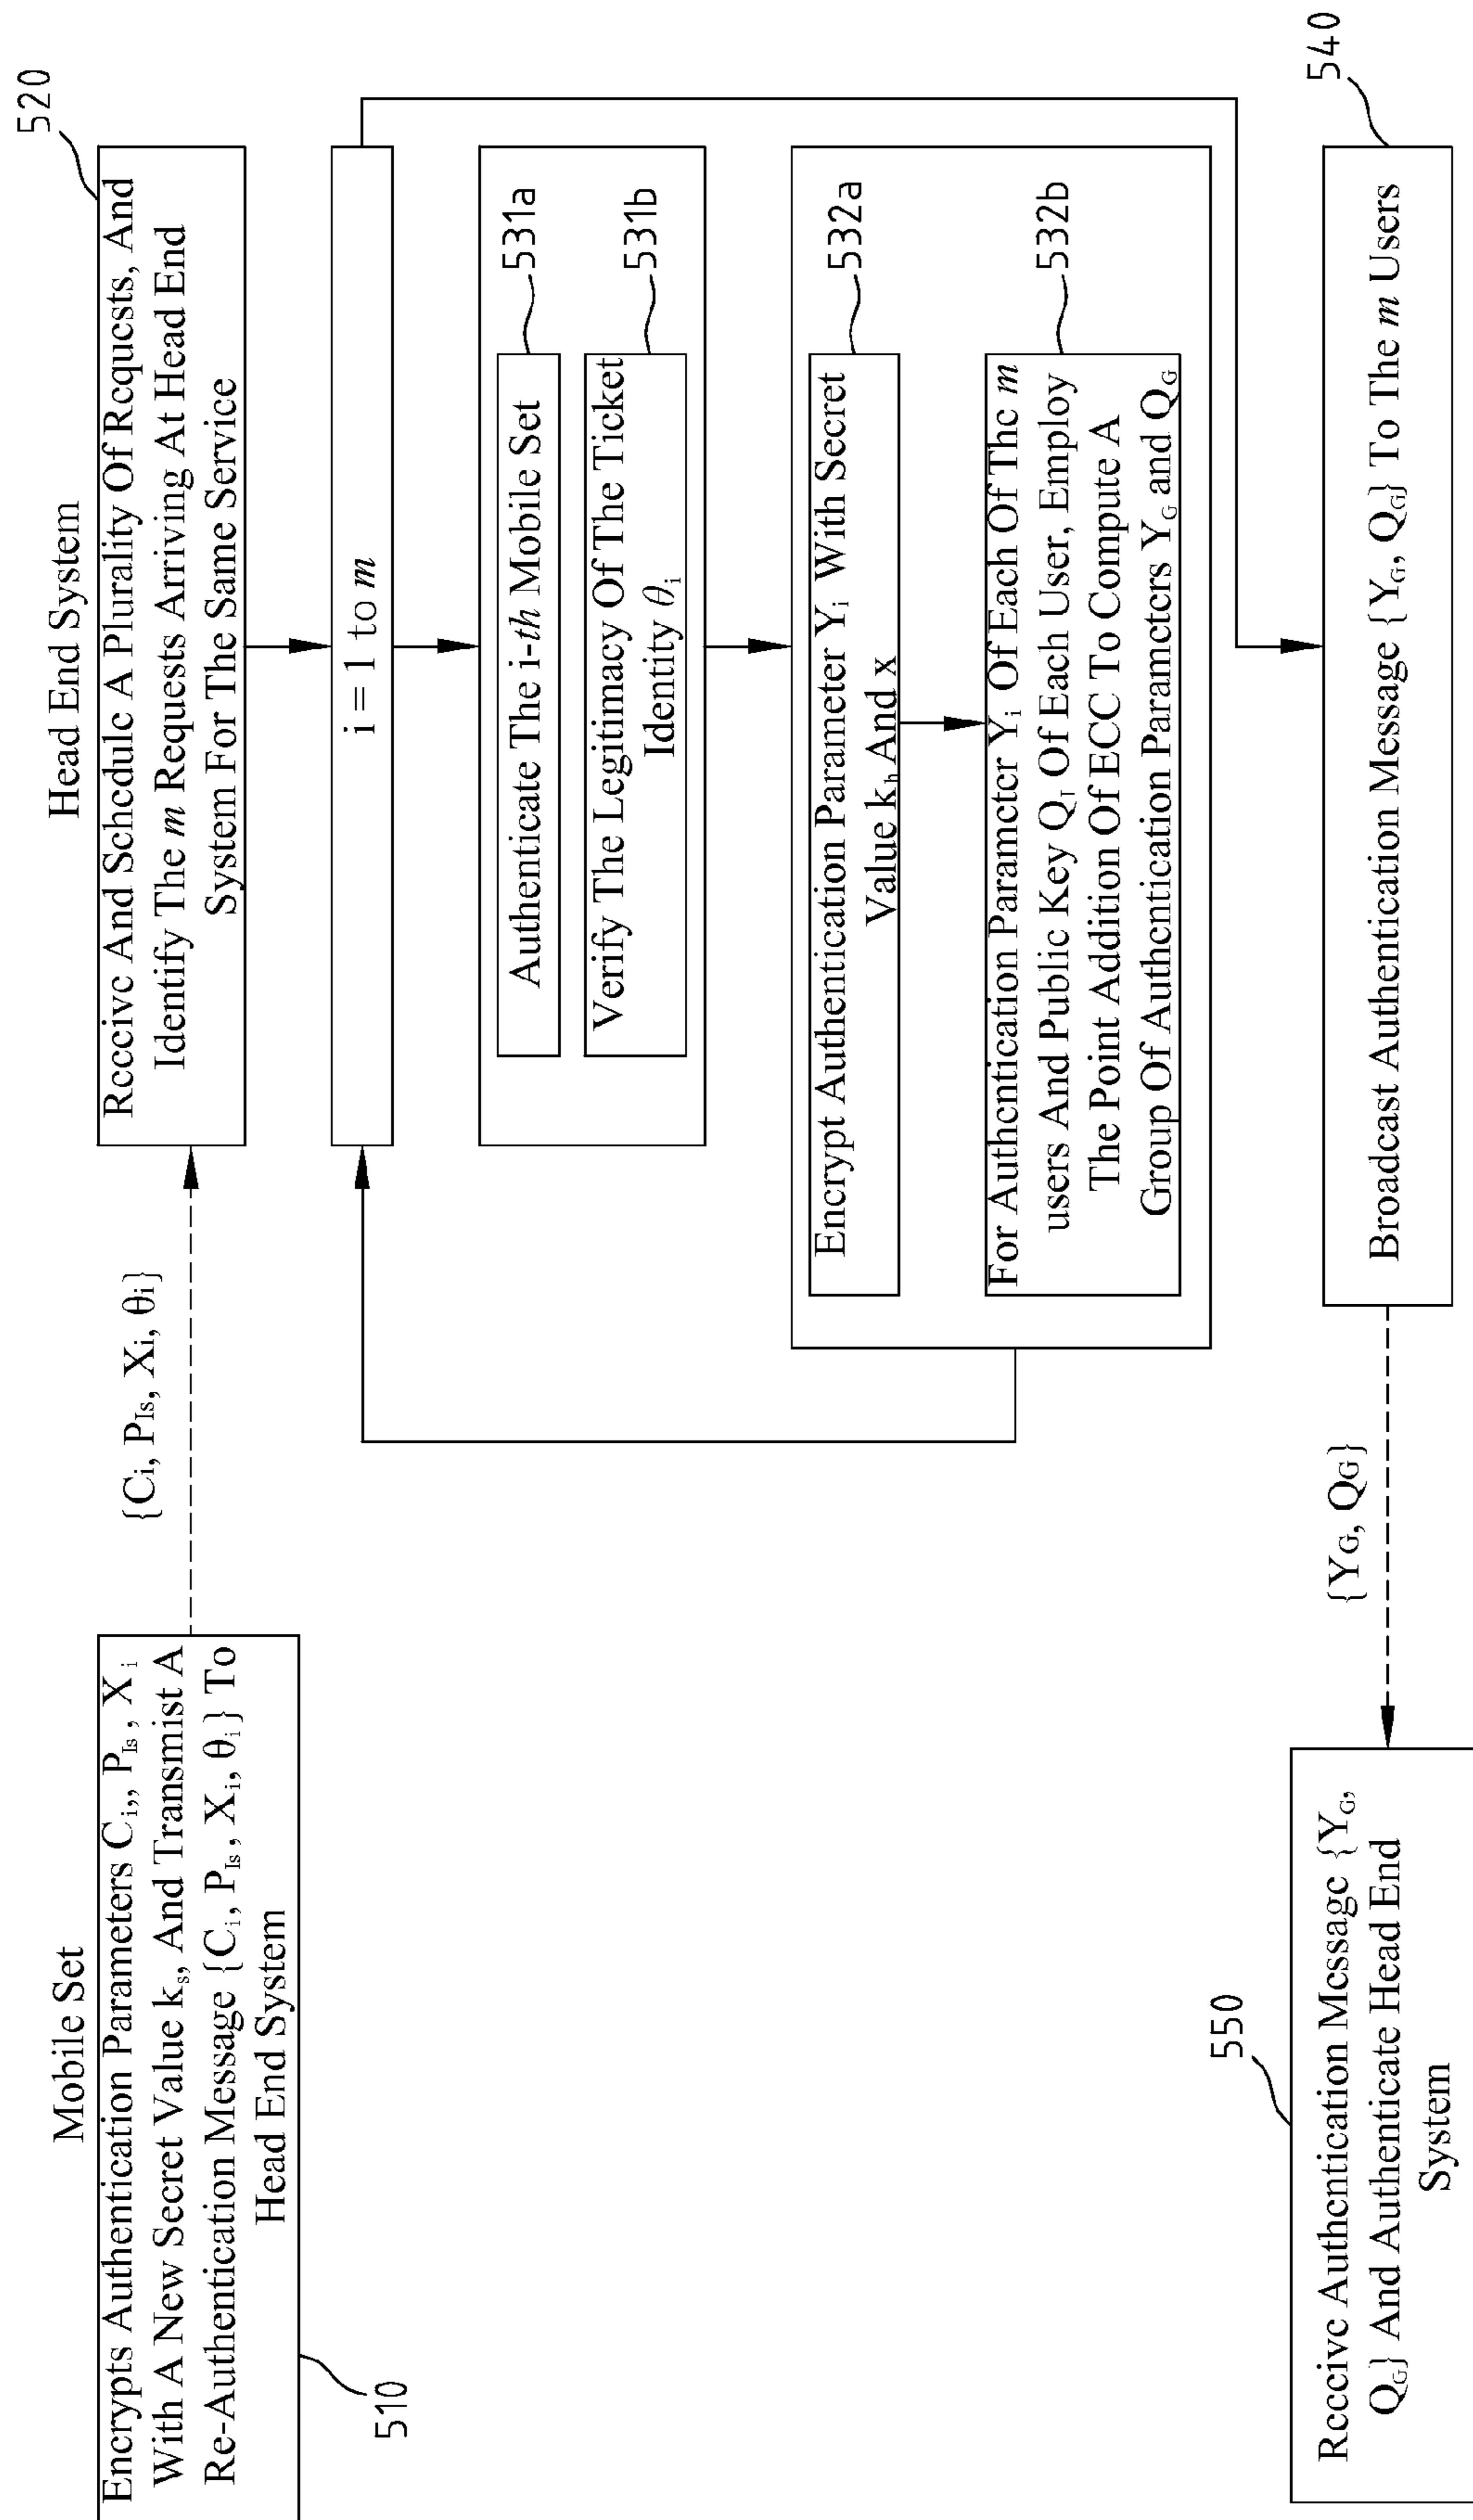 Mobile Set
Encrypts Authentication Parameters Ci,, PIs, Xi
With A New Secret Value ks, And Transmist A
Re-Authentication Message {Ci, PIs, Xi, θi} To
Head End System
510
{Ci, PIs, Xi, θi}
Head End System
520
Receive And Schedule A Plurality Of Requests, And
Identify The m Requests Arriving At Head End
System For The Same Service
i = 1 to m
Authenticate The i-th Mobile Set
531a
Verify The Legitimacy Of The Ticket
Identity θi
531b
Encrypt Authentication Parameter Yi With Secret
Value kh And x
532a
For Authentication Parameter Yi Of Each Of The m
users And Public Key QI Of Each User, Employ
The Point Addition Of ECC To Compute A
Group Of Authentication Parameters YG and QG
532b
Broadcast Authentication Message {YG, QG} To The m Users
540
{YG, QG}
550
Receive Authentication Message {YG,
QG} And Authenticate Head End
System